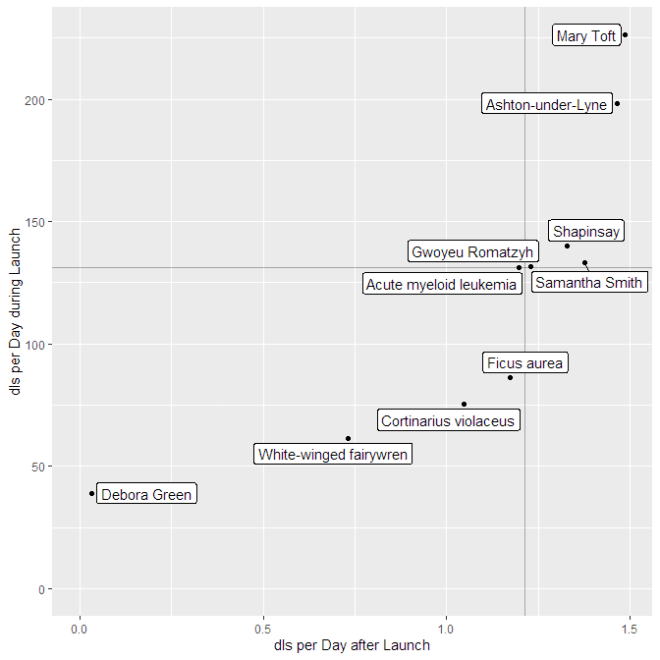 Mary Toft
200
Ashton-under-Lyne
150
Shapinsay
Gwoyeu Romatzyh
Acute myeloid leukemia
Samantha Smith
dls per Day during Launch
100
Ficus aurea
Cortinarius violaceus
White-winged fairywren
50
Debora Green
0
0.0 0.5 1.0 1.5
dls per Day after Launch